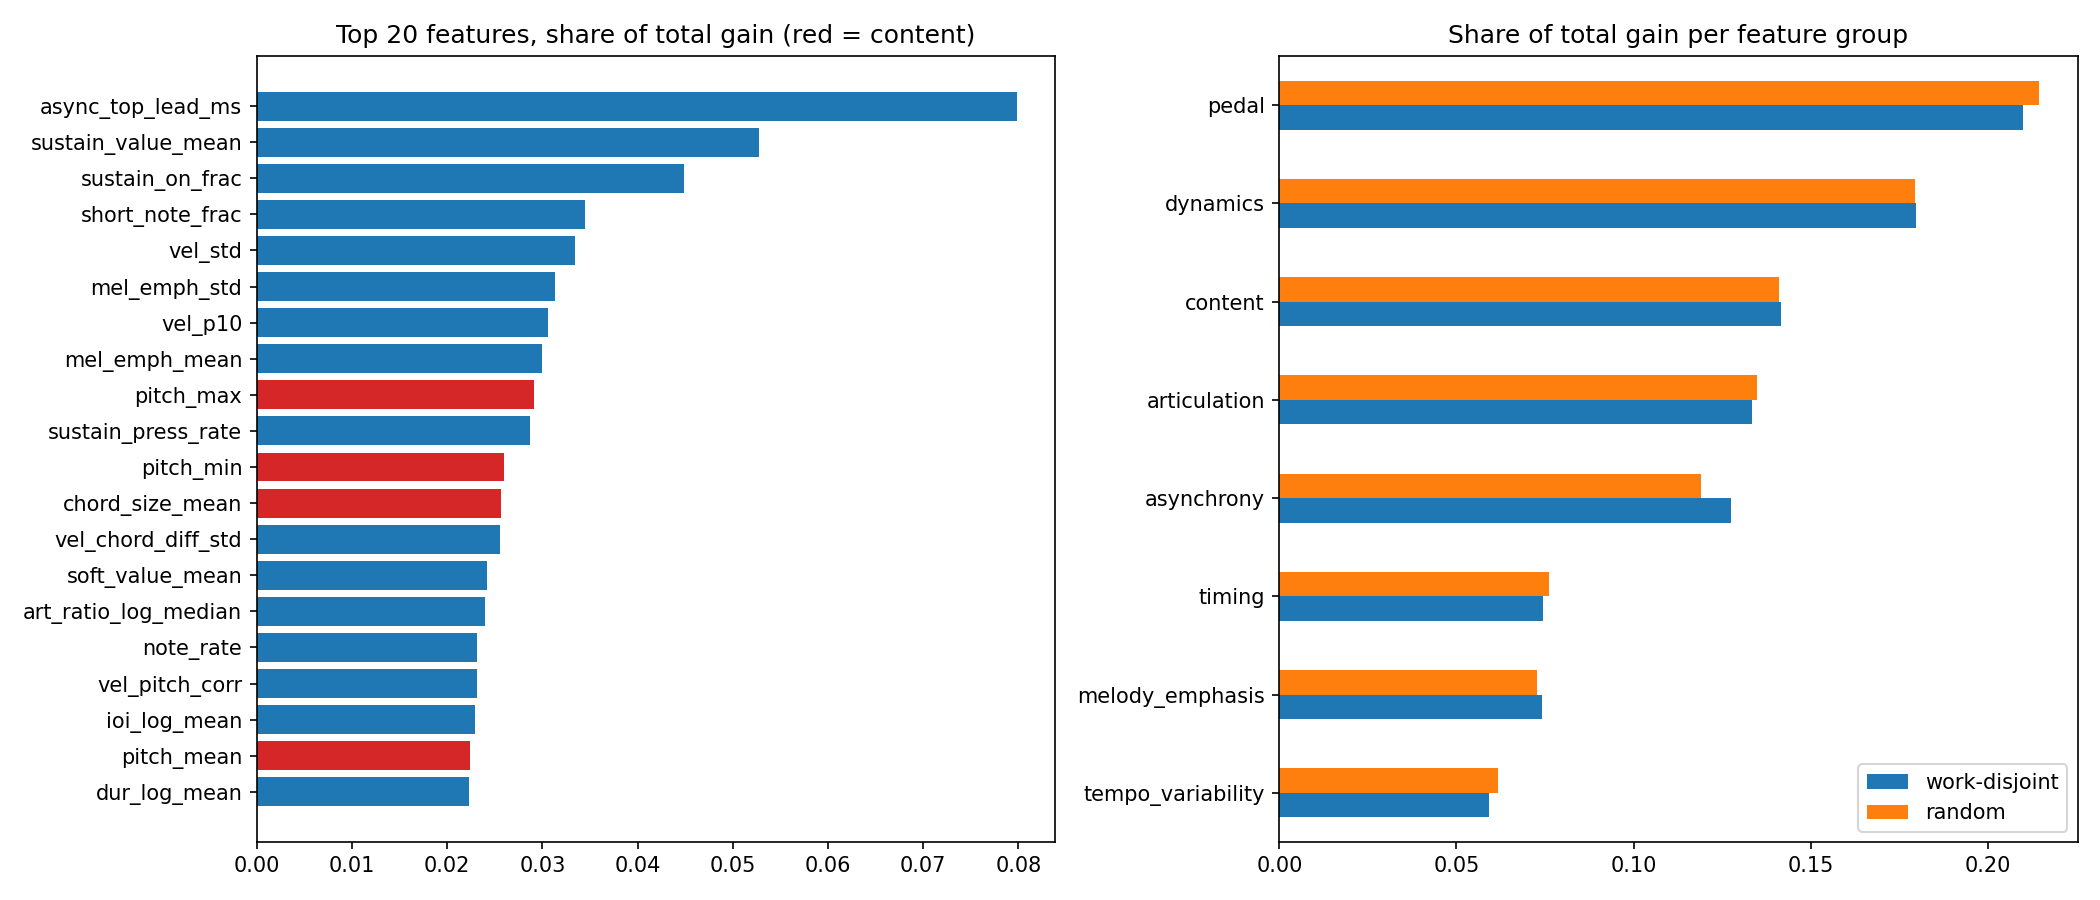 Top 20 features, share of total gain (red = content)
async_top_lead_ms
sustain_value_mean
sustain_on_frac
short_note_frac
vel_std
mel_emph_std
vel_p10
mel_emph_mean
pitch_max
sustain_press_rate
pitch_min
chord_size_mean
vel_chord_diff_std
soft_value_mean
art_ratio_log_median
note_rate
vel_pitch_corr
ioi_log_mean
pitch_mean
dur_log_mean
0.00 0.01 0.02 0.03 0.04 0.05 0.06 0.07 0.08
Share of total gain per feature group
pedal
dynamics
content
articulation
asynchrony
timing
melody_emphasis
tempo_variability
work-disjoint
random
0.00 0.05 0.10 0.15 0.20